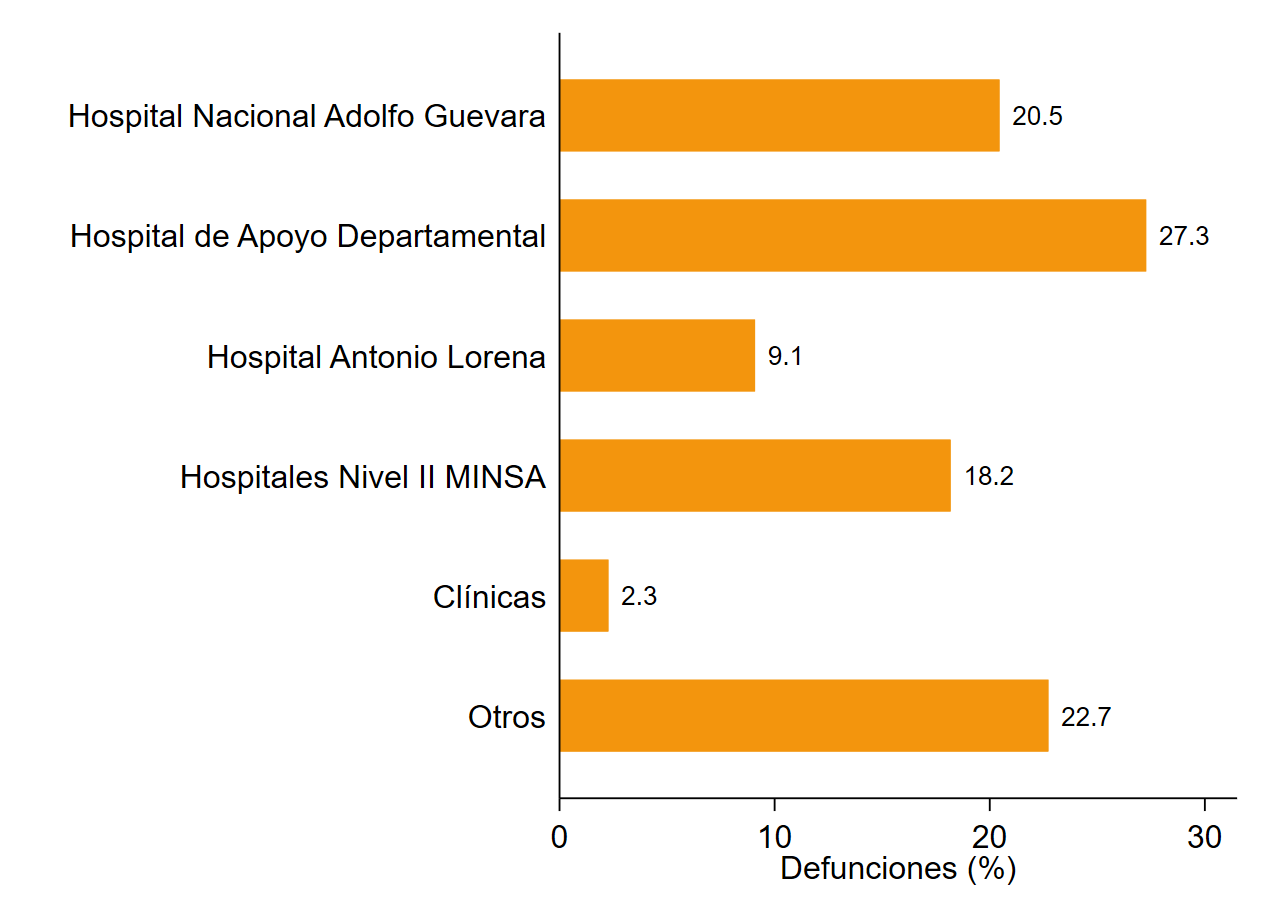 Hospital Nacional Adolfo Guevara 20.5
Hospital de Apoyo Departamental 27.3
Hospital Antonio Lorena 9.1
Hospitales Nivel II MINSA 18.2
Clínicas 2.3
Otros 22.7
0 10 20 30
Defunciones (%)